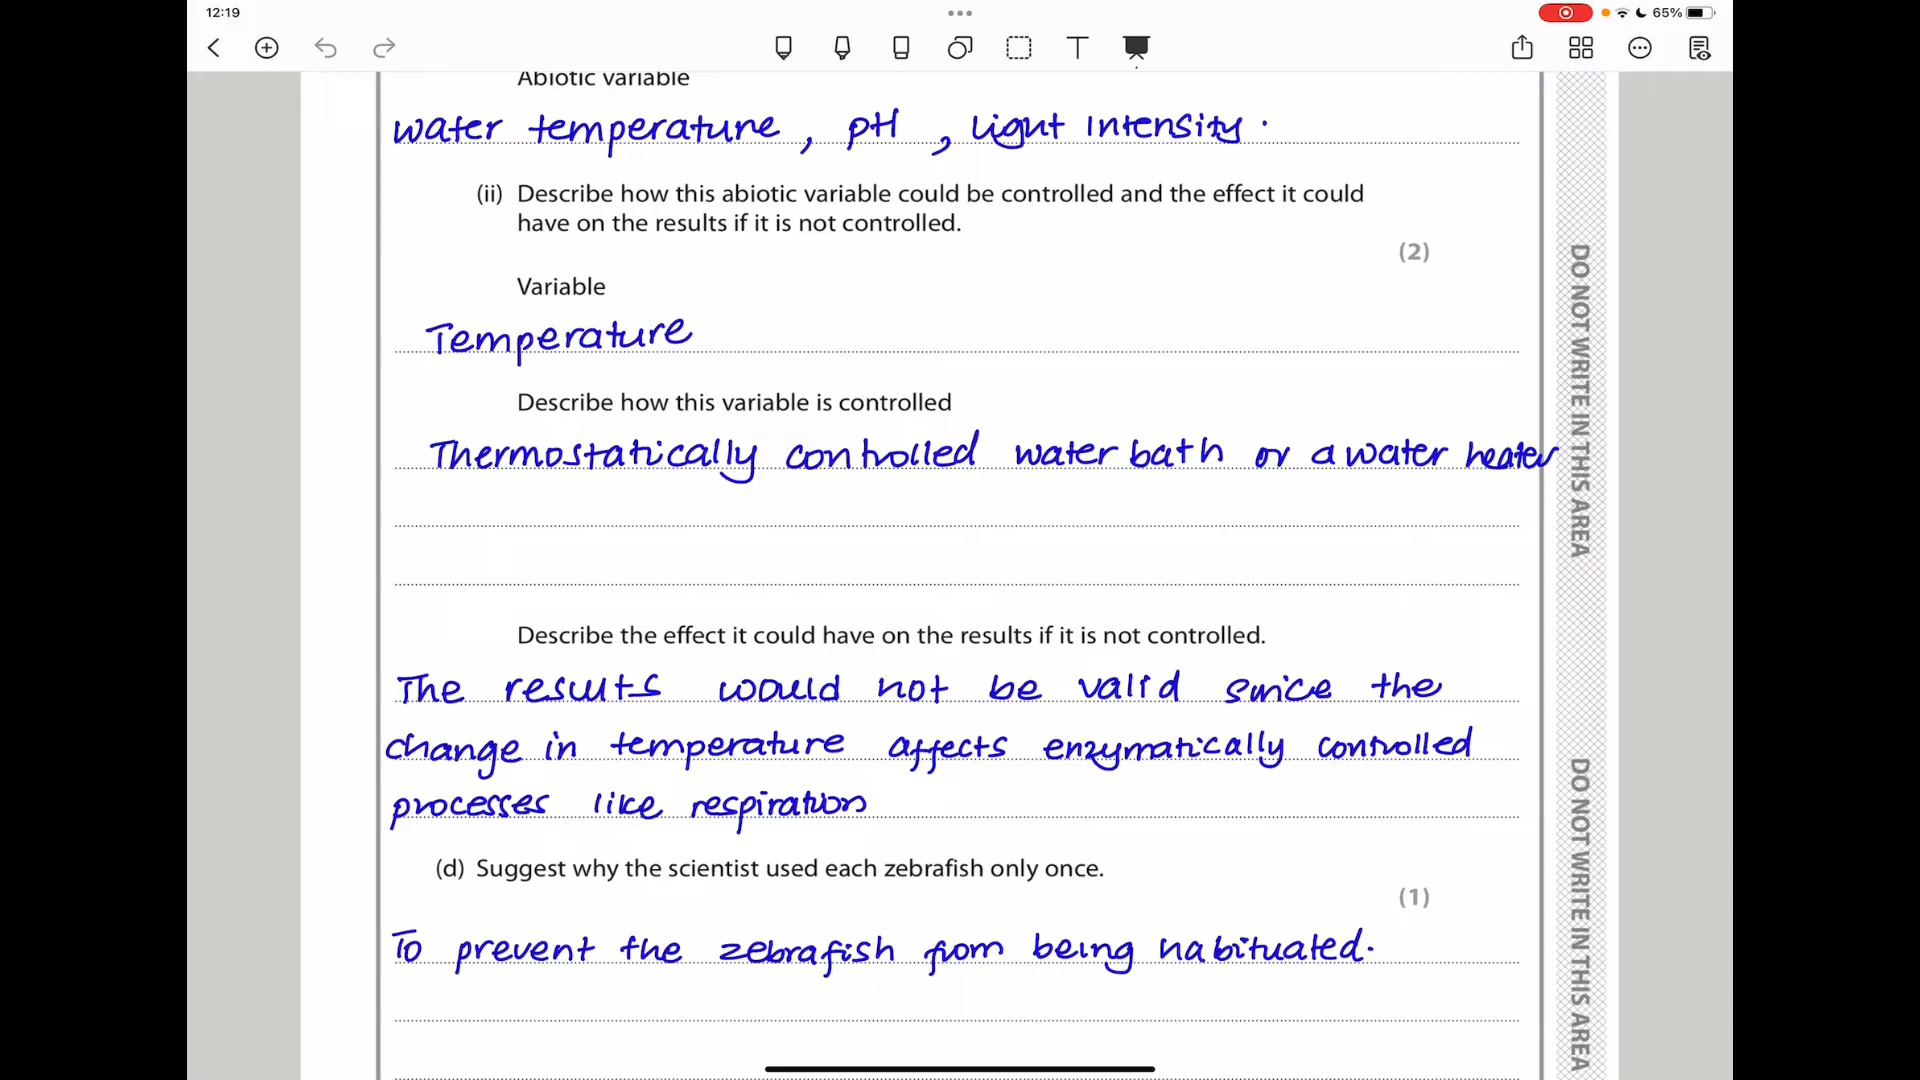 12:19
65%
Abiotic variable
water temperature, pH, light intensity.
(ii) Describe how this abiotic variable could be controlled and the effect it could
have on the results if it is not controlled.
(2)
Variable
Temperature
Describe how this variable is controlled
Thermostatically controlled water bath or a water heater
Describe the effect it could have on the results if it is not controlled.
The results would not be valid since the
change in temperature affects enzymatically controlled
processes like respiration
(d) Suggest why the scientist used each zebrafish only once.
(1)
To prevent the zebrafish from being habituated.
DO NOT WRITE IN THIS AREA
DO NOT WRITE IN THIS AREA